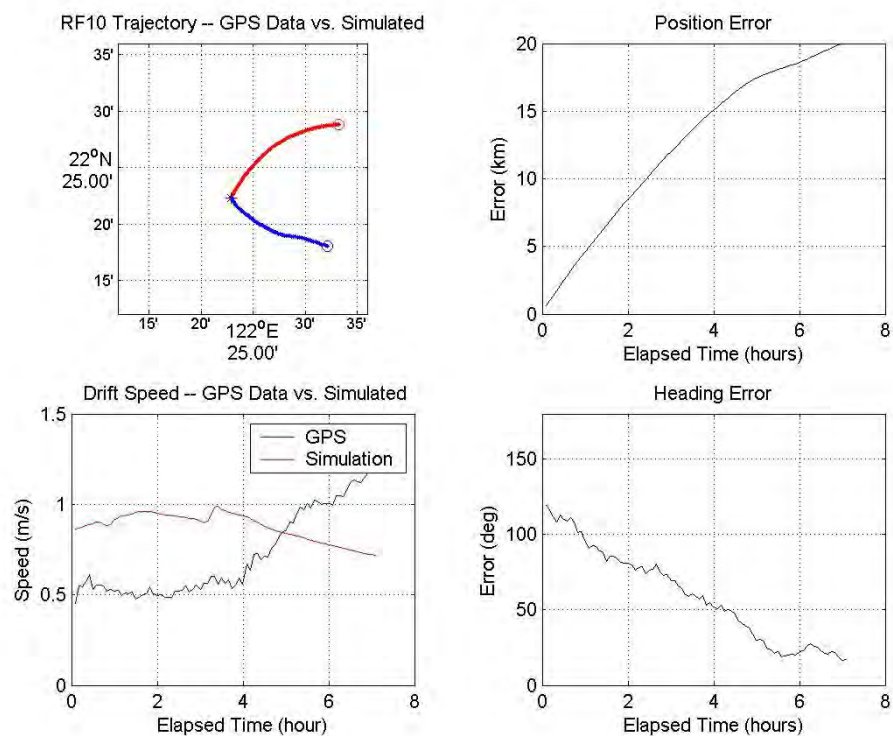 RF10 Trajectory -- GPS Data vs. Simulated
35'
30'
22°N
25.00'
20'
15'
15'
20'
122°E
25.00'
30'
35'
Position Error
Error (km)
20
15
10
5
0
0
2
4
6
8
Elapsed Time (hours)
Drift Speed -- GPS Data vs. Simulated
Speed (m/s)
1.5
1
0.5
0
GPS
Simulation
0
2
4
6
8
Elapsed Time (hour)
Heading Error
Error (deg)
150
100
50
0
0
2
4
6
8
Elapsed Time (hours)